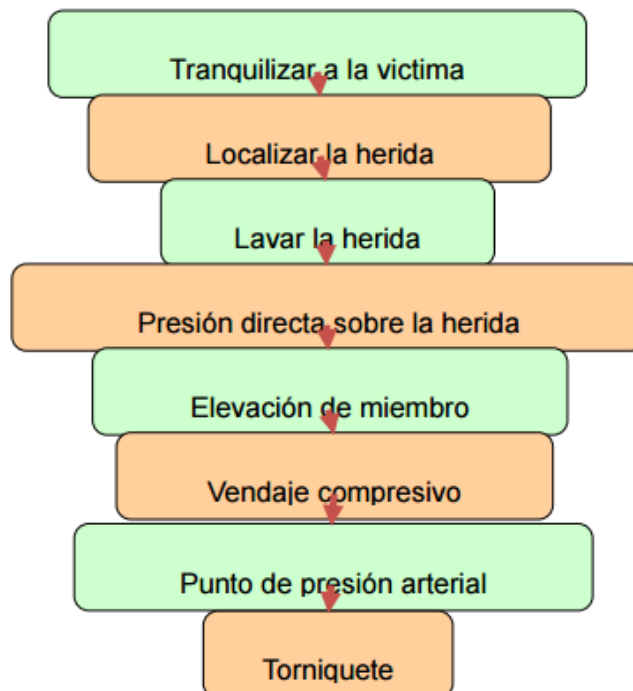 Tranquilizar a la victima
Localizar la herida
Lavar la herida
Presión directa sobre la herida
Elevación de miembro
Vendaje compresivo
Punto de presión arterial
Torniquete